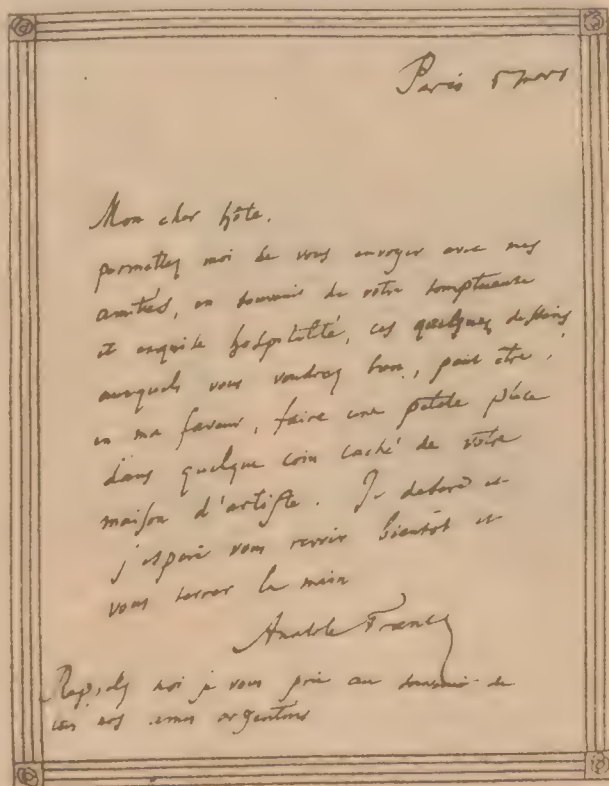 Paris 5 mars
Mon cher hôte,
permettez moi de vous envoyer avec mes
amitiés, en souvenir de votre somptueuse
et exquise hospitalité, ces quelques dessins
auxquels vous voudrez bien, peut être,
en ma faveur, faire une petite place
dans quelque coin caché de votre
maison d'artiste. Je et
j'espère vous revoir bientôt et
vous serrer la main
Anatole France
Rappelez moi je vous prie au souvenir de
nos amis argentins